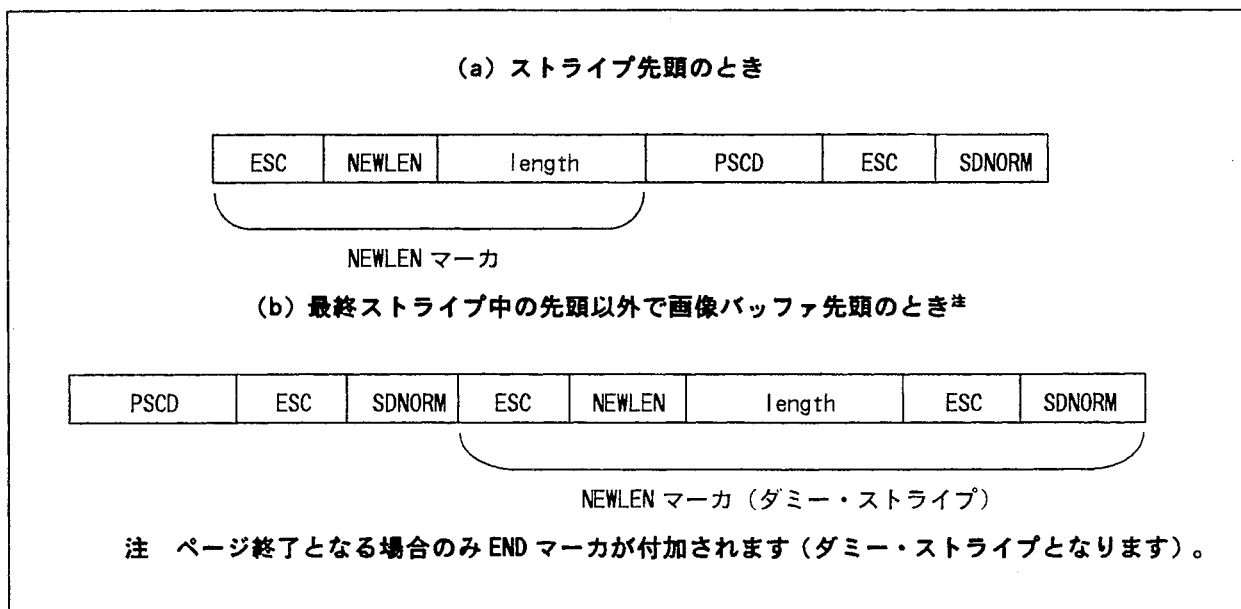 (a) ストライプ先頭のとき
ESC NEWLEN length PSCD ESC SDNORM
NEWLEN マーカ
(b) 最終ストライプ中の先頭以外で画像バッファ先頭のとき注
PSCD ESC SDNORM ESC NEWLEN length ESC SDNORM
NEWLEN マーカ（ダミー・ストライプ）
注　ページ終了となる場合のみ END マーカが付加されます（ダミー・ストライプとなります）。